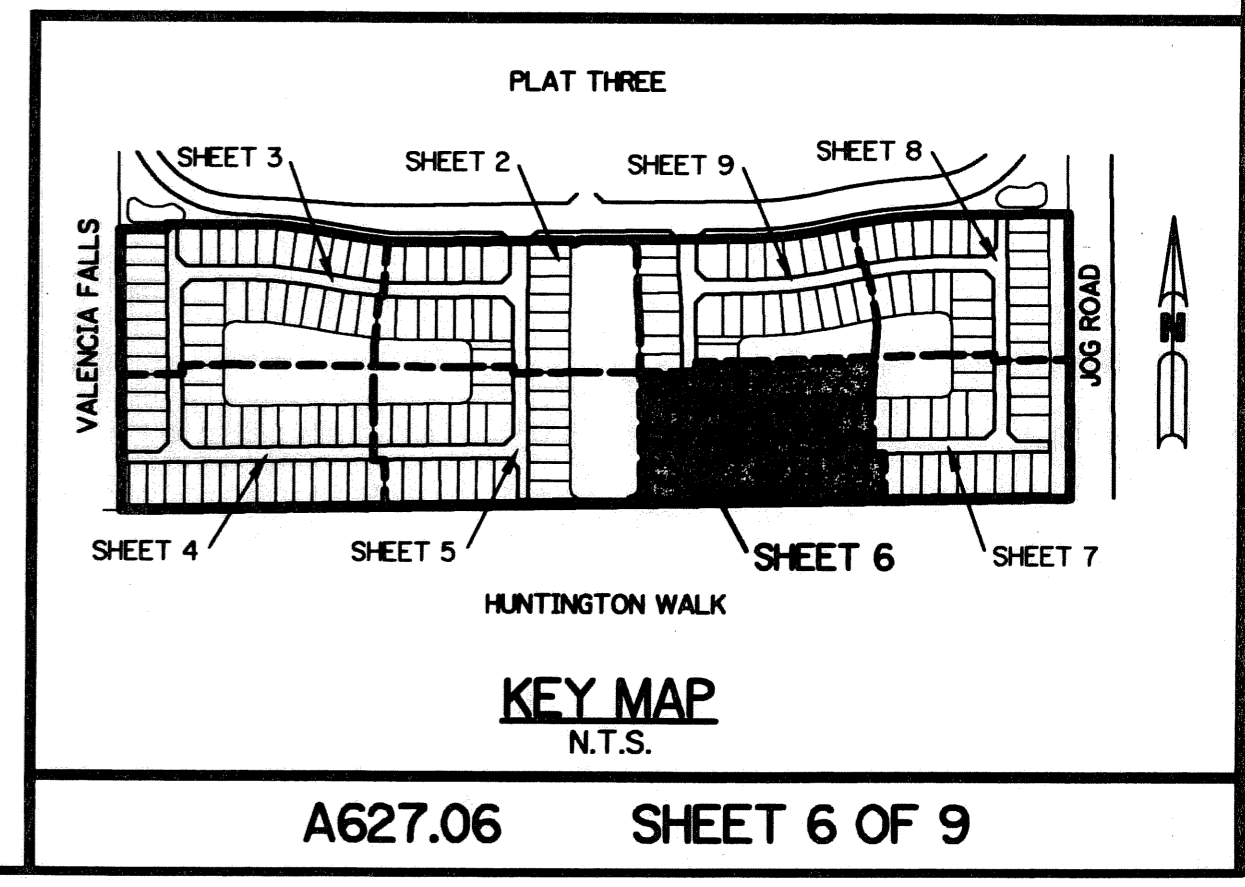 PLAT THREE
SHEET 3
SHEET 2
SHEET 9
SHEET 8
VALENCIA FALLS
JOG ROAD
N
SHEET 4
SHEET 5
SHEET 6
SHEET 7
HUNTINGTON WALK
KEY MAP
N.T.S.
A627.06 SHEET 6 OF 9